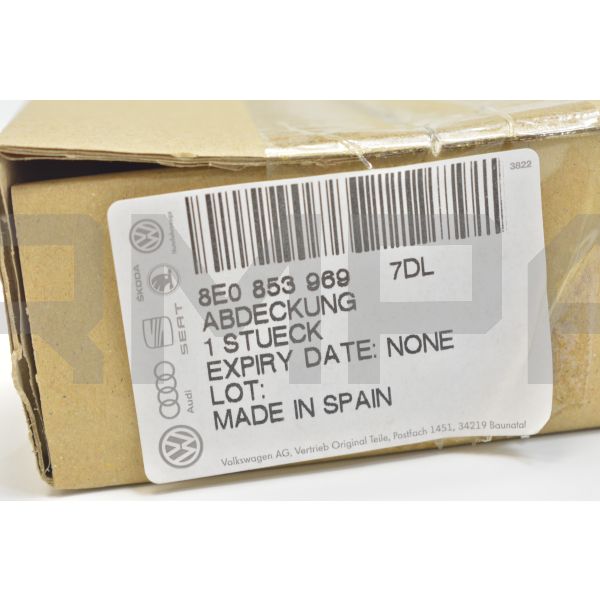 3822
8E0 853 969 7DL
ABDECKUNG
1 STUECK
EXPIRY DATE: NONE
LOT:
MADE IN SPAIN
Volkswagen AG, Vertrieb Original Teile, Postfach 1451, 34219 Baunatal
ŠKODA
SEAT
Audi
RMPA